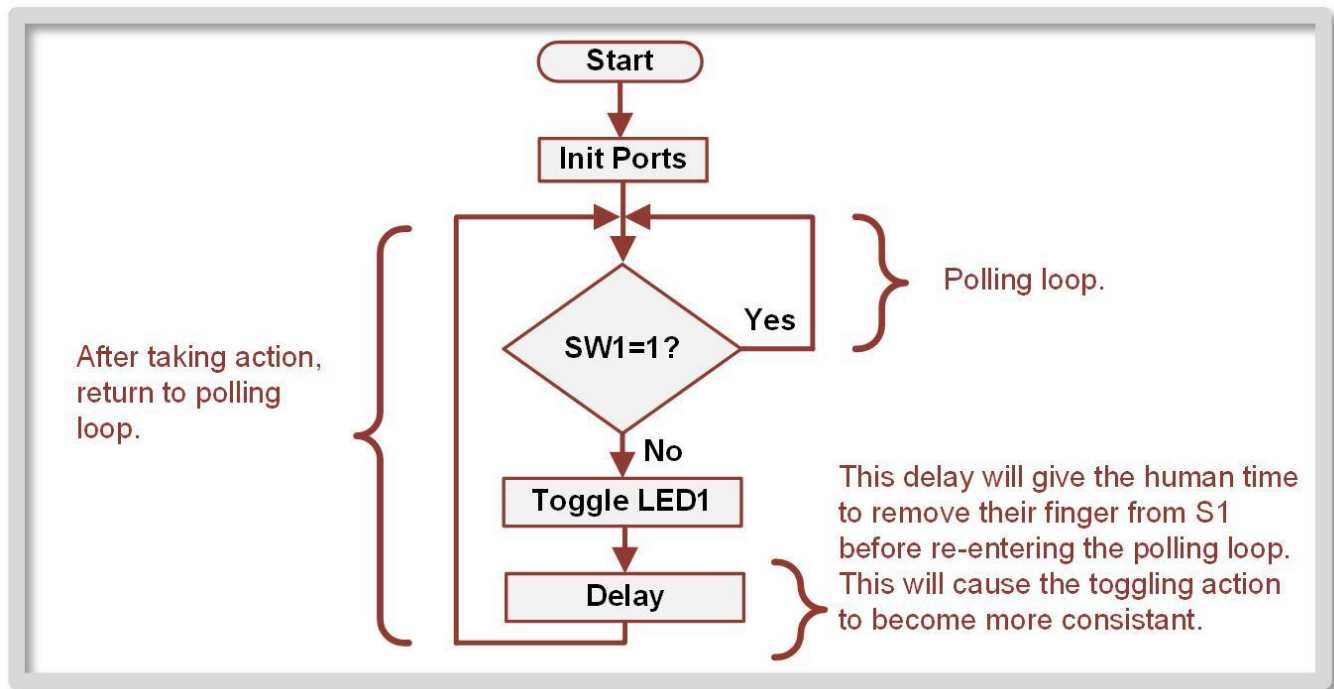 Start
Init Ports
Polling loop.
Yes
SW1=1?
After taking action,
return to polling
loop.
No
Toggle LED1
This delay will give the human time
to remove their finger from S1
before re-entering the polling loop.
This will cause the toggling action
to become more consistant.
Delay